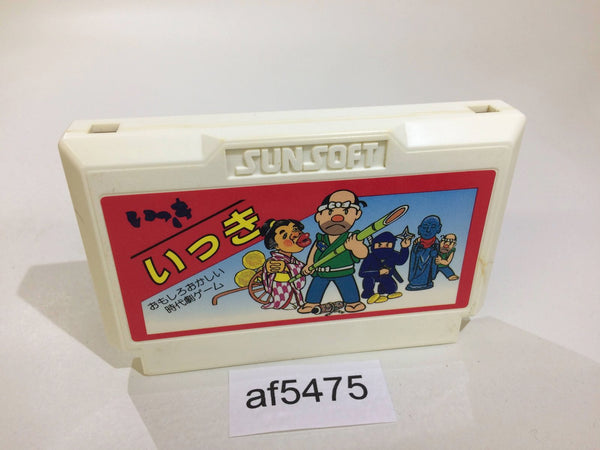 SUNSOFT
いっき
いっき
おもしろおかしい
時代劇ゲーム
af5475